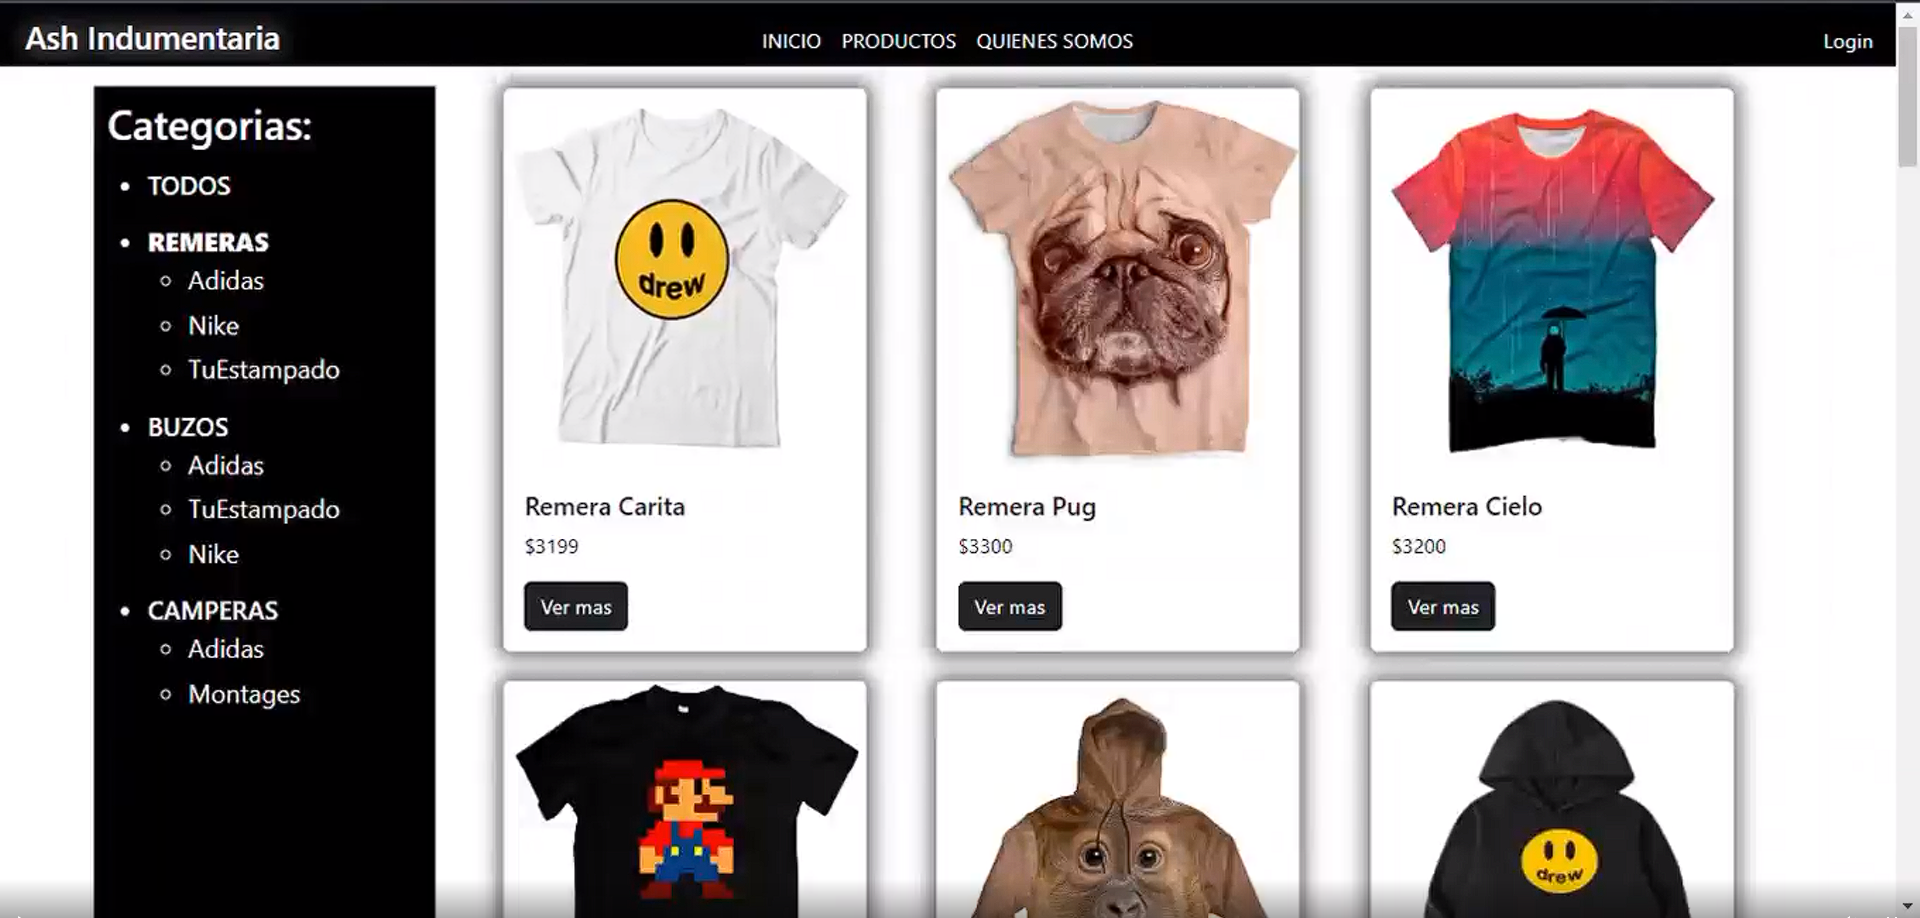 Ash Indumentaria
INICIO PRODUCTOS QUIENES SOMOS
Login
Categorias:
TODOS
REMERAS
Adidas
Nike
TuEstampado
BUZOS
Adidas
TuEstampado
Nike
CAMPERAS
Adidas
Montages
drew
Remera Carita
$3199
Ver mas
Remera Pug
$3300
Ver mas
Remera Cielo
$3200
Ver mas
drew